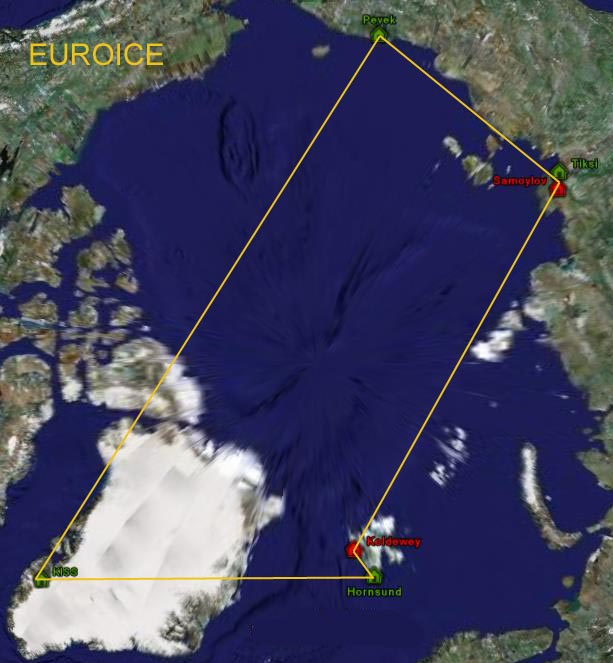 Pevek
EUROICE
Tiksi
Samoylov
Koldewey
KISS
Hornsund